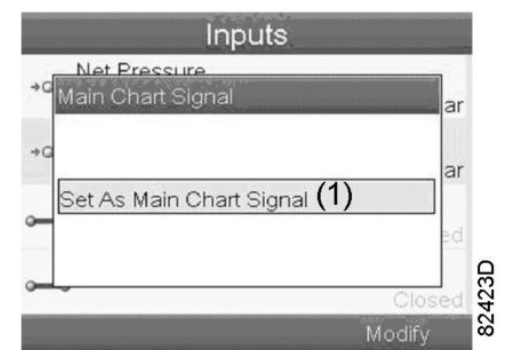 Inputs
Net Pressure
Main Chart Signal
ar
ar
Set As Main Chart Signal (1)
ed
Closed
Modify
82423D